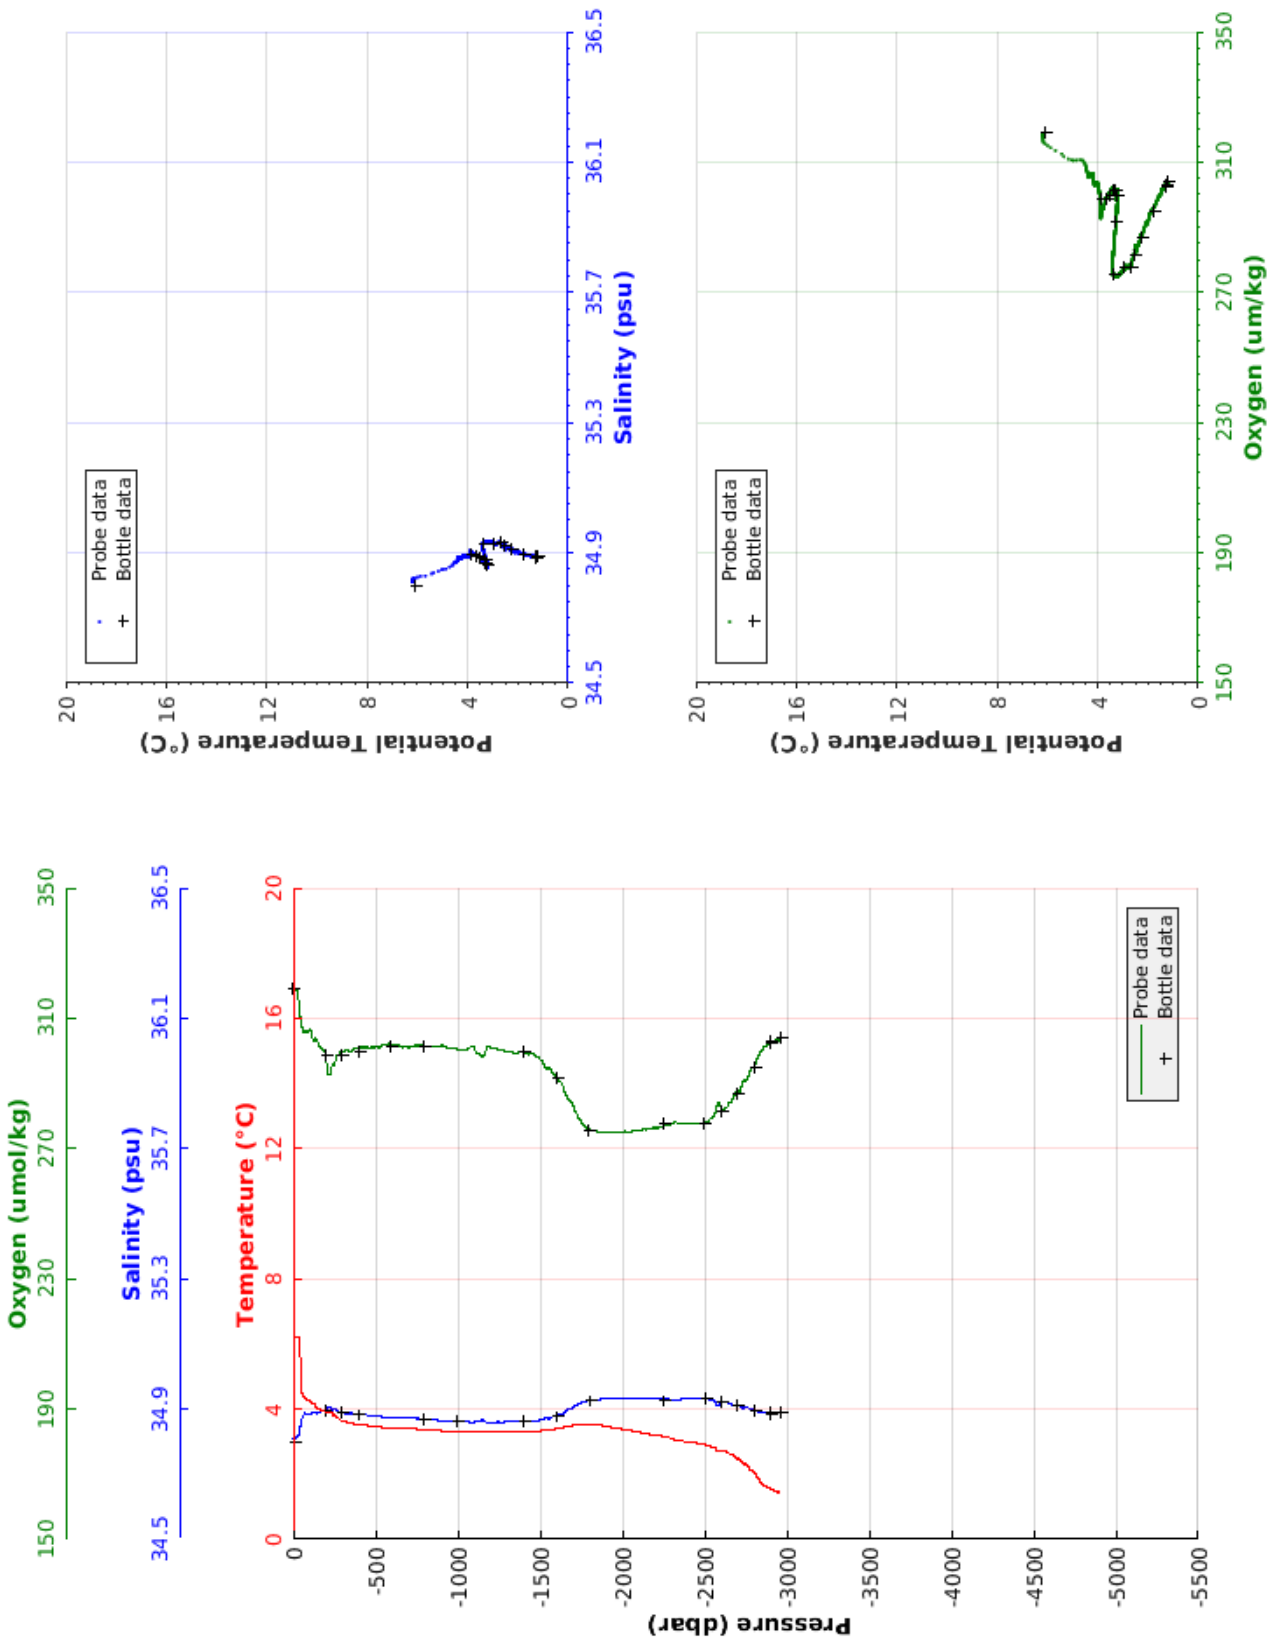 Oxygen (umol/kg)
150 190 230 270 310 350
Salinity (psu)
34.5 34.9 35.3 35.7 36.1 36.5
Temperature (°C)
0 4 8 12 16 20
Pressure (dbar)
0
-500
-1000
-1500
-2000
-2500
-3000
-3500
-4000
-4500
-5000
-5500
Probe data
Bottle data
Potential Temperature (°C)
20
16
12
8
4
0
Probe data
Bottle data
34.5 34.9 35.3 35.7 36.1 36.5
Salinity (psu)
Potential Temperature (°C)
20
16
12
8
4
0
Probe data
Bottle data
150 190 230 270 310 350
Oxygen (um/kg)